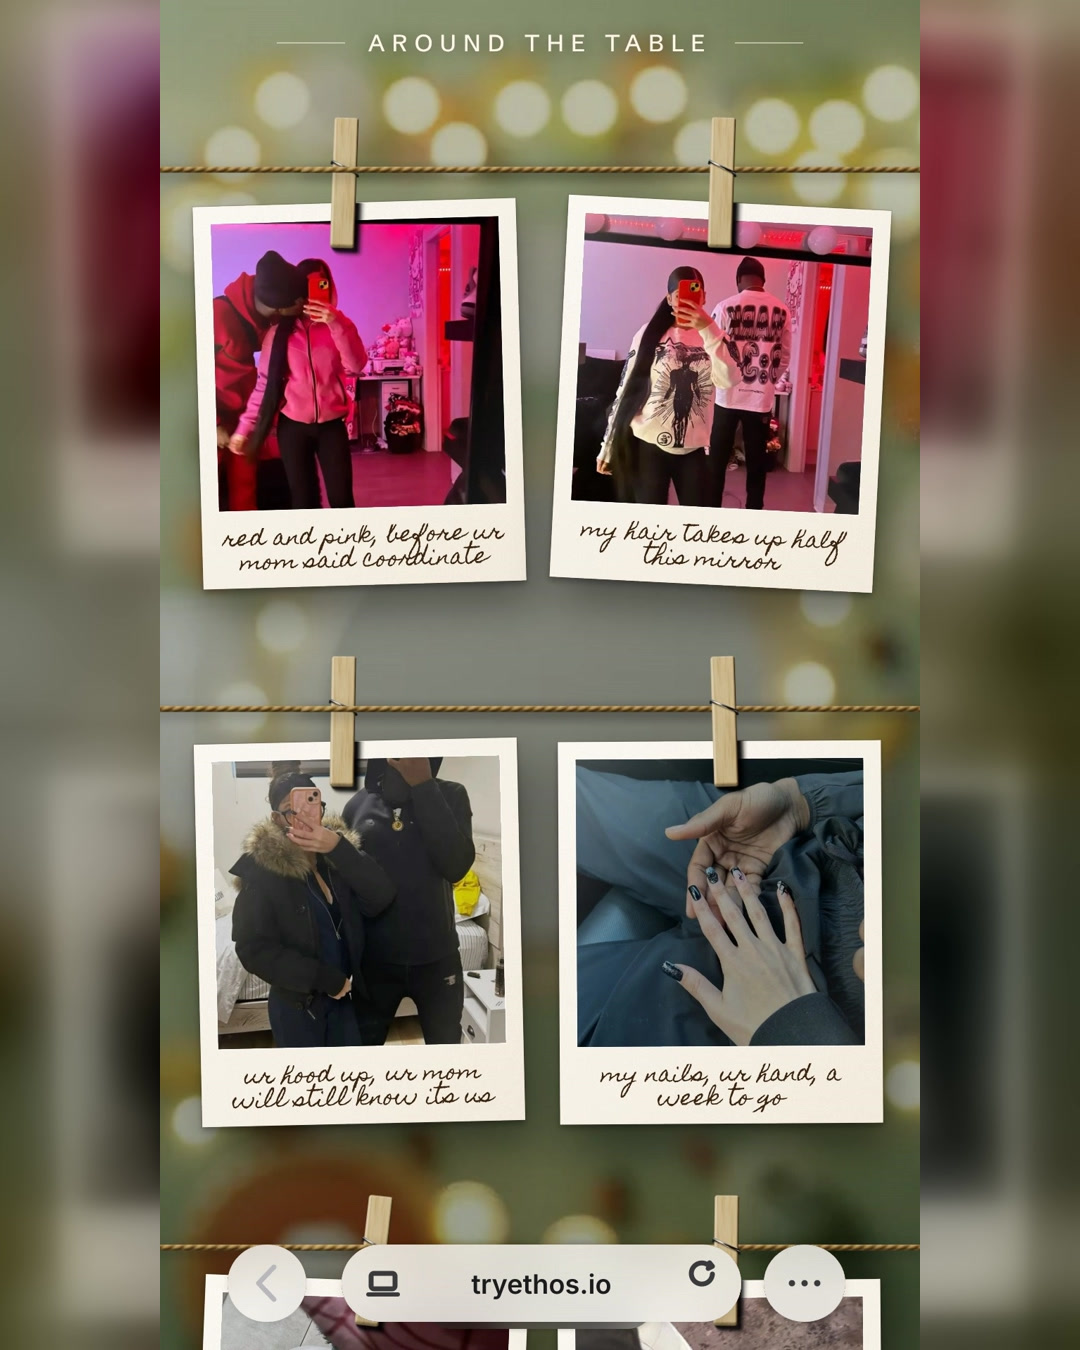 AROUND THE TABLE
red and pink, before ur
mom said coordinate
my hair takes up half
this mirror
ur hood up, ur mom
will still know its us
my nails, ur hand, a
week to go
tryethos.io